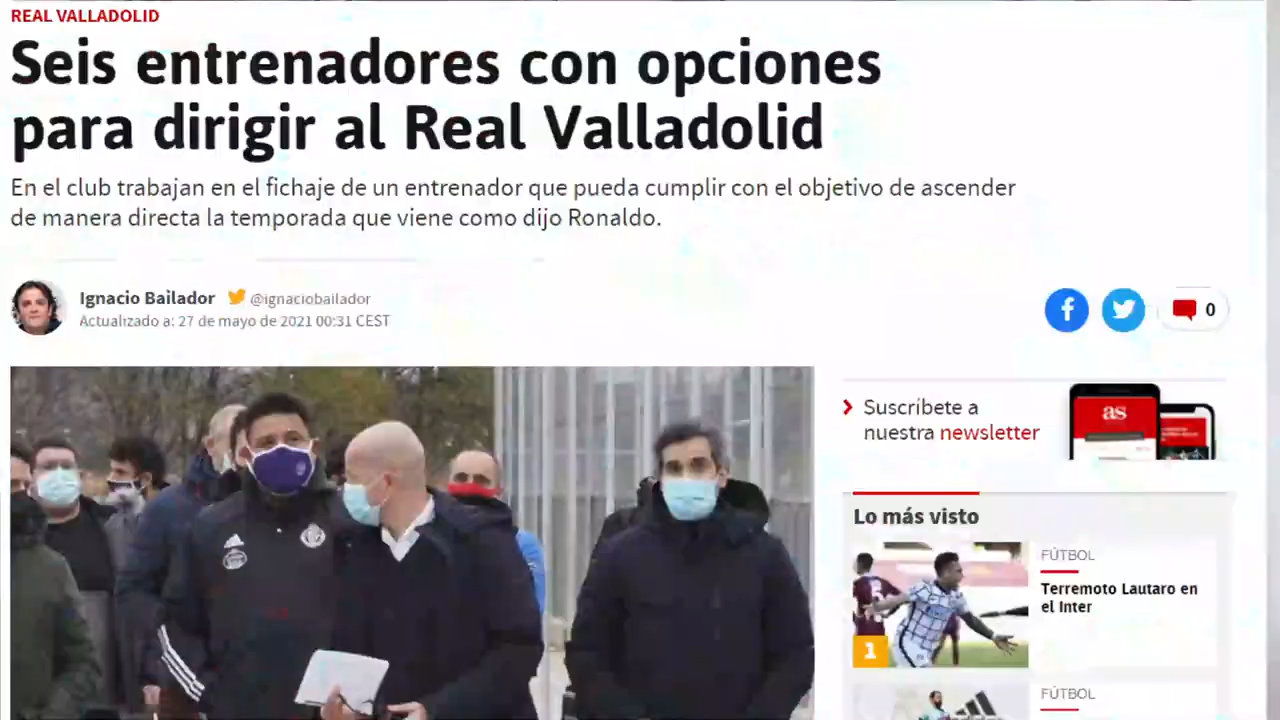 REAL VALLADOLID
Seis entrenadores con opciones
para dirigir al Real Valladolid
En el club trabajan en el fichaje de un entrenador que pueda cumplir con el objetivo de ascender
de manera directa la temporada que viene como dijo Ronaldo.
Ignacio Bailador @ignaciobailador
Actualizado a: 27 de mayo de 2021 00:31 CEST
0
Suscríbete a
nuestra newsletter
as
Lo más visto
FÚTBOL
Terremoto Lautaro en
el Inter
1
FÚTBOL